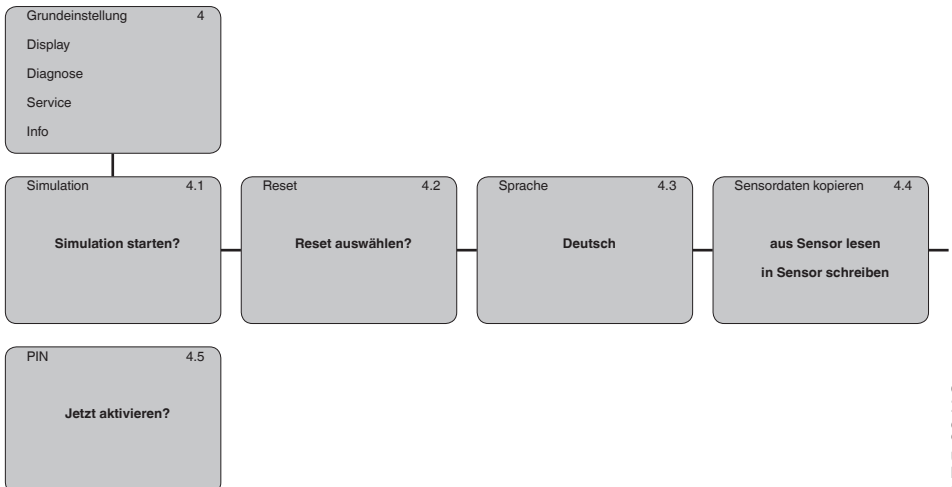 Grundeinstellung 4
Display
Diagnose
Service
Info
Simulation 4.1
Simulation starten?
Reset 4.2
Reset auswählen?
Sprache 4.3
Deutsch
Sensordaten kopieren 4.4
aus Sensor lesen
in Sensor schreiben
PIN 4.5
Jetzt aktivieren?